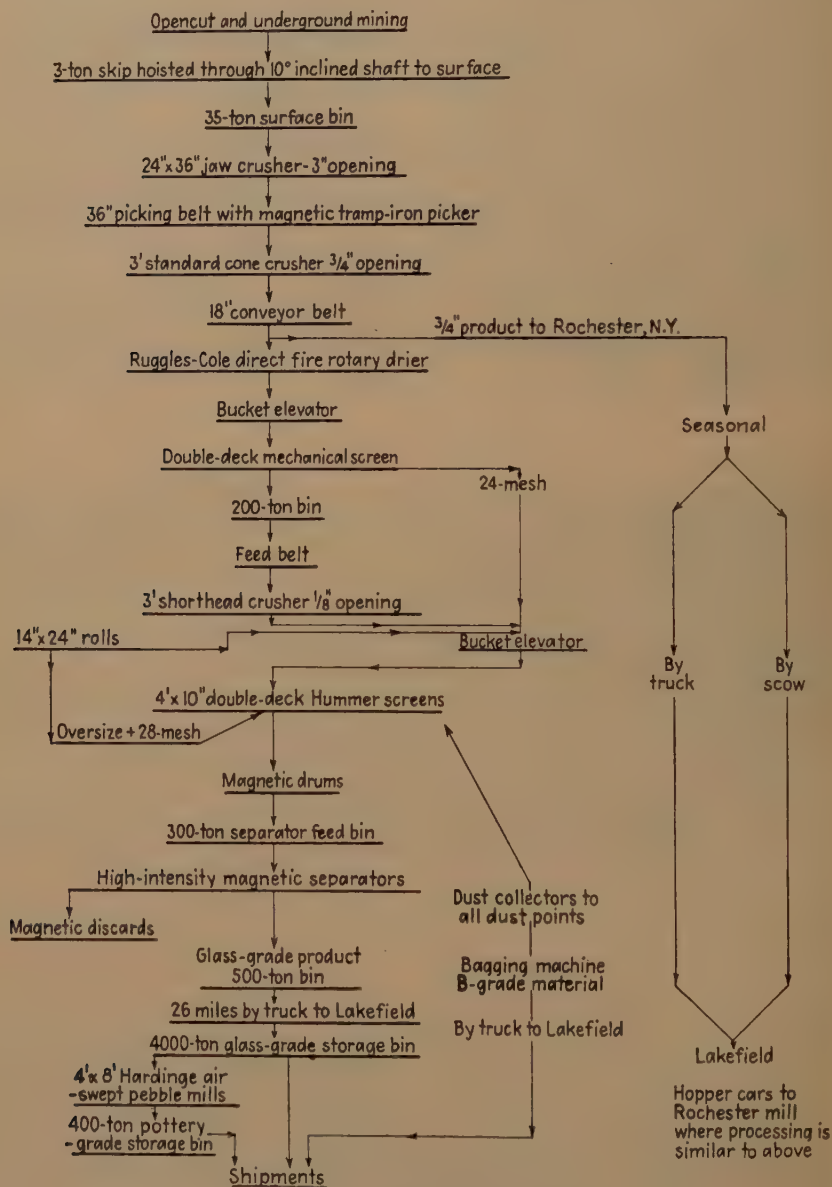 Opencut and underground mining
3-ton skip hoisted through 10° inclined shaft to surface
35-ton surface bin
24"x36" jaw crusher-3" opening
36" picking belt with magnetic tramp-iron picker
3' standard cone crusher 3/4" opening
18" conveyor belt
3/4" product to Rochester, N.Y.
Ruggles-Cole direct fire rotary drier
Bucket elevator
Seasonal
Double-deck mechanical screen
24-mesh
200-ton bin
Feed belt
3' shorthead crusher 1/8" opening
14"x24" rolls
Bucket elevator
By
truck
By
scow
4'x10" double-deck Hummer screens
Oversize + 28-mesh
Magnetic drums
300-ton separator feed bin
High-intensity magnetic separators
Magnetic discards
Dust collectors to
all dust points
Glass-grade product
500-ton bin
Bagging machine
B-grade material
26 miles by truck to Lakefield
By truck to Lakefield
4000-ton glass-grade storage bin
4'x 8' Hardinge air
-swept pebble mills
400-ton pottery
-grade storage bin
Shipments
Lakefield
Hopper cars to
Rochester mill
where processing is
similar to above